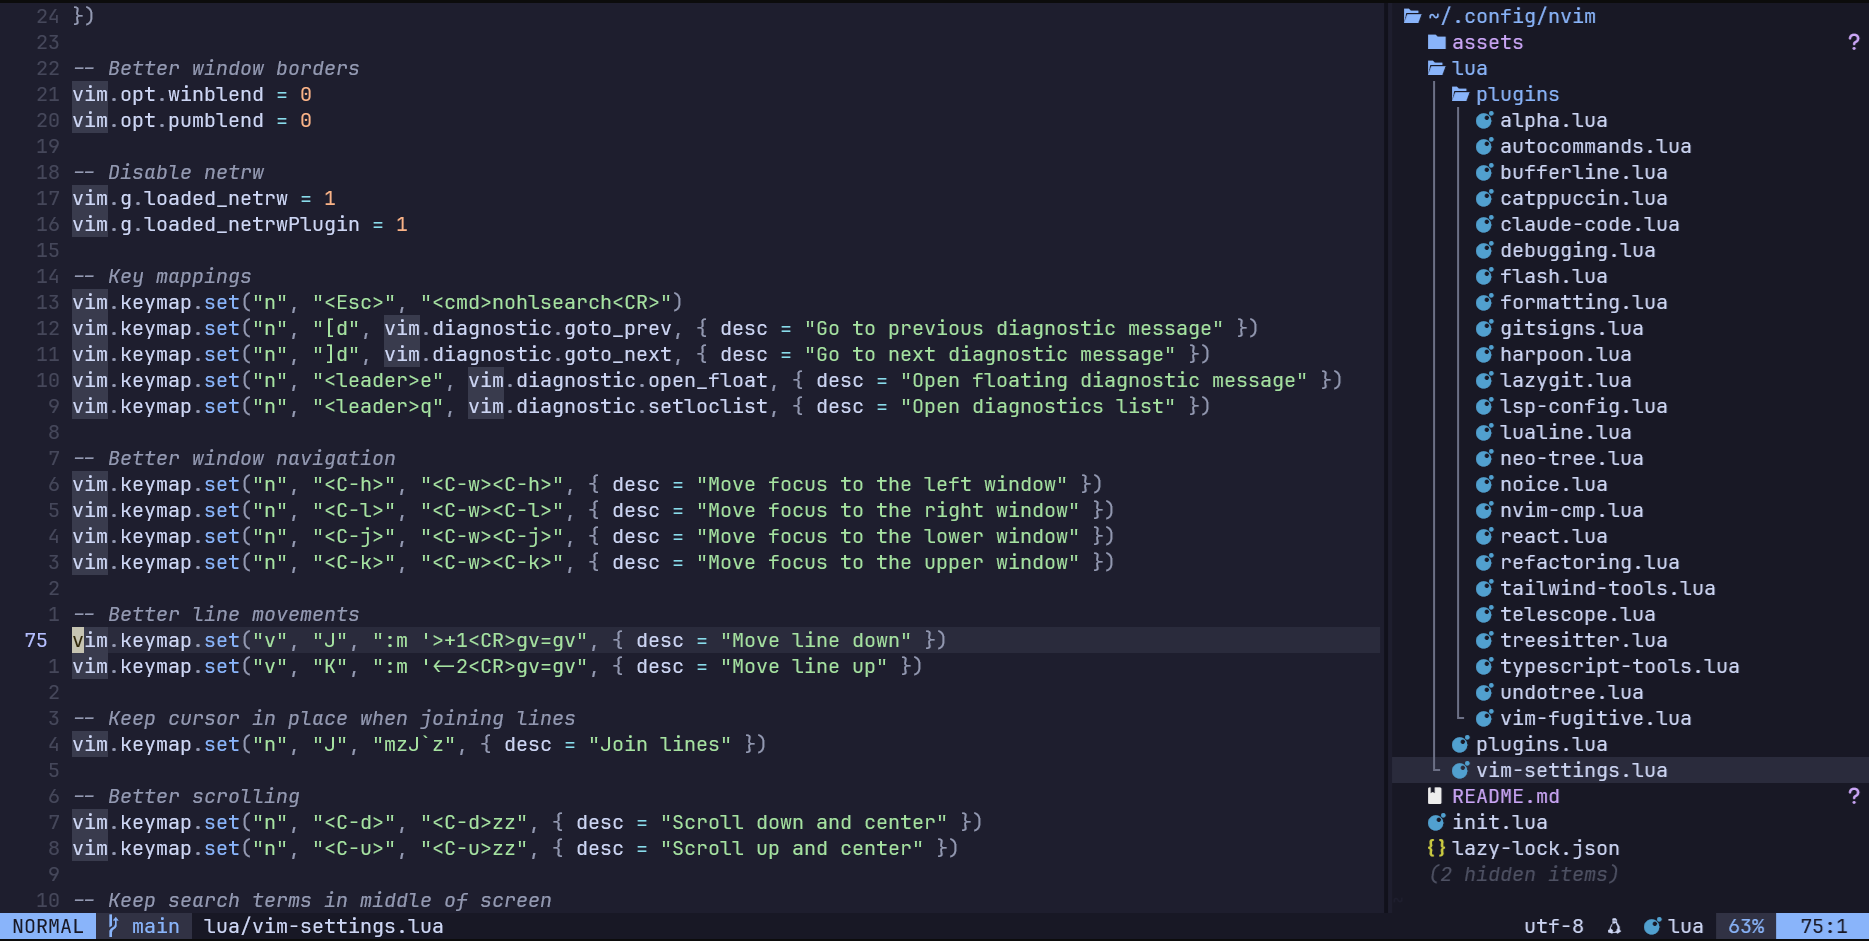 24 })
23
22 -- Better window borders
21 vim.opt.winblend = 0
20 vim.opt.pumblend = 0
19
18 -- Disable netrw
17 vim.g.loaded_netrw = 1
16 vim.g.loaded_netrwPlugin = 1
15
14 -- Key mappings
13 vim.keymap.set("n", "<Esc>", "<cmd>nohlsearch<CR>")
12 vim.keymap.set("n", "[d", vim.diagnostic.goto_prev, { desc = "Go to previous diagnostic message" })
11 vim.keymap.set("n", "]d", vim.diagnostic.goto_next, { desc = "Go to next diagnostic message" })
10 vim.keymap.set("n", "<leader>e", vim.diagnostic.open_float, { desc = "Open floating diagnostic message" })
9 vim.keymap.set("n", "<leader>q", vim.diagnostic.setloclist, { desc = "Open diagnostics list" })
8
7 -- Better window navigation
6 vim.keymap.set("n", "<C-h>", "<C-w><C-h>", { desc = "Move focus to the left window" })
5 vim.keymap.set("n", "<C-l>", "<C-w><C-l>", { desc = "Move focus to the right window" })
4 vim.keymap.set("n", "<C-j>", "<C-w><C-j>", { desc = "Move focus to the lower window" })
3 vim.keymap.set("n", "<C-k>", "<C-w><C-k>", { desc = "Move focus to the upper window" })
2
1 -- Better line movements
75 vim.keymap.set("v", "J", ":m '>+1<CR>gv=gv", { desc = "Move line down" })
1 vim.keymap.set("v", "K", ":m '<-2<CR>gv=gv", { desc = "Move line up" })
2
3 -- Keep cursor in place when joining lines
4 vim.keymap.set("n", "J", "mzJ`z", { desc = "Join lines" })
5
6 -- Better scrolling
7 vim.keymap.set("n", "<C-d>", "<C-d>zz", { desc = "Scroll down and center" })
8 vim.keymap.set("n", "<C-u>", "<C-u>zz", { desc = "Scroll up and center" })
9
10 -- Keep search terms in middle of screen
~/.config/nvim
assets ?
lua
plugins
alpha.lua
autocommands.lua
bufferline.lua
catppuccin.lua
claude-code.lua
debugging.lua
flash.lua
formatting.lua
gitsigns.lua
harpoon.lua
lazygit.lua
lsp-config.lua
lualine.lua
neo-tree.lua
noice.lua
nvim-cmp.lua
react.lua
refactoring.lua
tailwind-tools.lua
telescope.lua
treesitter.lua
typescript-tools.lua
undotree.lua
vim-fugitive.lua
plugins.lua
vim-settings.lua
README.md ?
init.lua
{} lazy-lock.json
(2 hidden items)
~
NORMAL main lua/vim-settings.lua utf-8 lua 63% 75:1